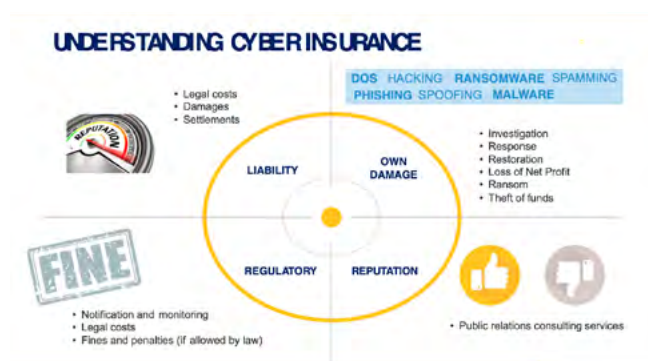 UNDERSTANDING CYBER INSURANCE
DOS HACKING RANSOMWARE SPAMMING
PHISHING SPOOFING MALWARE
• Legal costs
• Damages
• Settlements
REPUTATION
LIABILITY
OWN
DAMAGE
• Investigation
• Response
• Restoration
• Loss of Net Profit
• Ransom
• Theft of funds
FINE
REGULATORY
REPUTATION
• Notification and monitoring
• Legal costs
• Fines and penalties (if allowed by law)
• Public relations consulting services